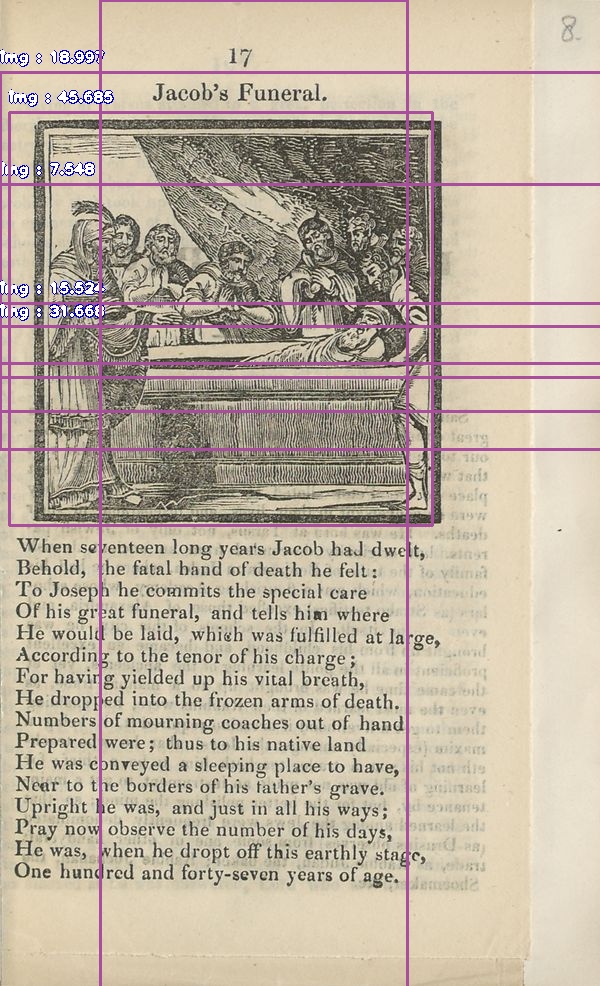 8.
17
Jacob's Funeral.
Img : 18.997
Img : 45.685
Img : 7.548
Img : 15.524
Img : 31.668
When seventeen long years Jacob had dwelt,
Behold, the fatal hand of death he felt:
To Joseph he commits the special care
Of his great funeral, and tells him where
He would be laid, which was fulfilled at large,
According to the tenor of his charge;
For having yielded up his vital breath,
He dropped into the frozen arms of death.
Numbers of mourning coaches out of hand
Prepared were; thus to his native land
He was conveyed a sleeping place to have,
Near to the borders of his father's grave.
Upright he was, and just in all his ways;
Pray now observe the number of his days,
He was, when he dropt off this earthly stage,
One hundred and forty-seven years of age.